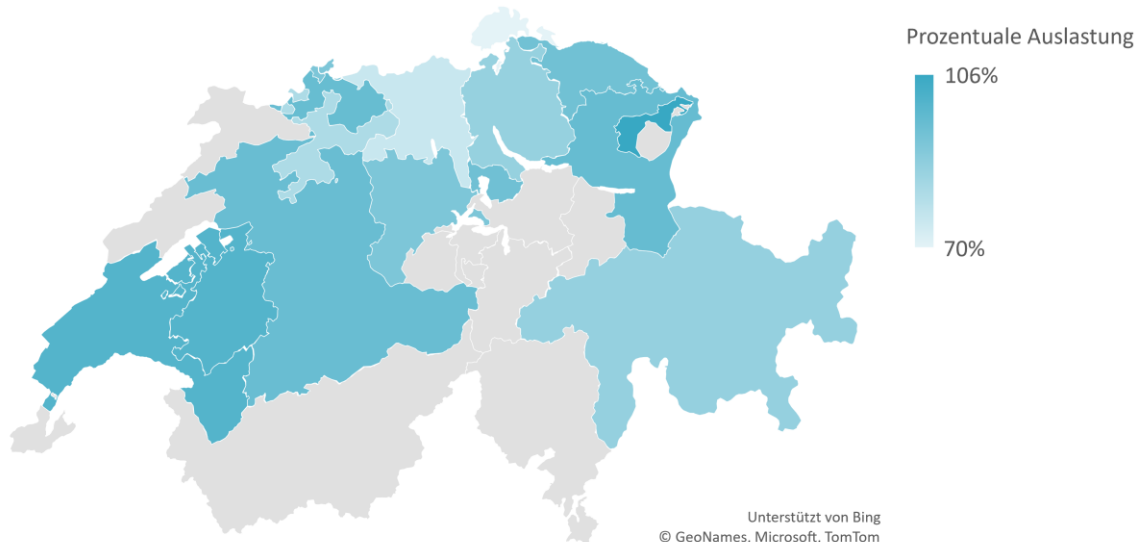 Prozentuale Auslastung
106%
70%
Unterstützt von Bing
© GeoNames, Microsoft, TomTom